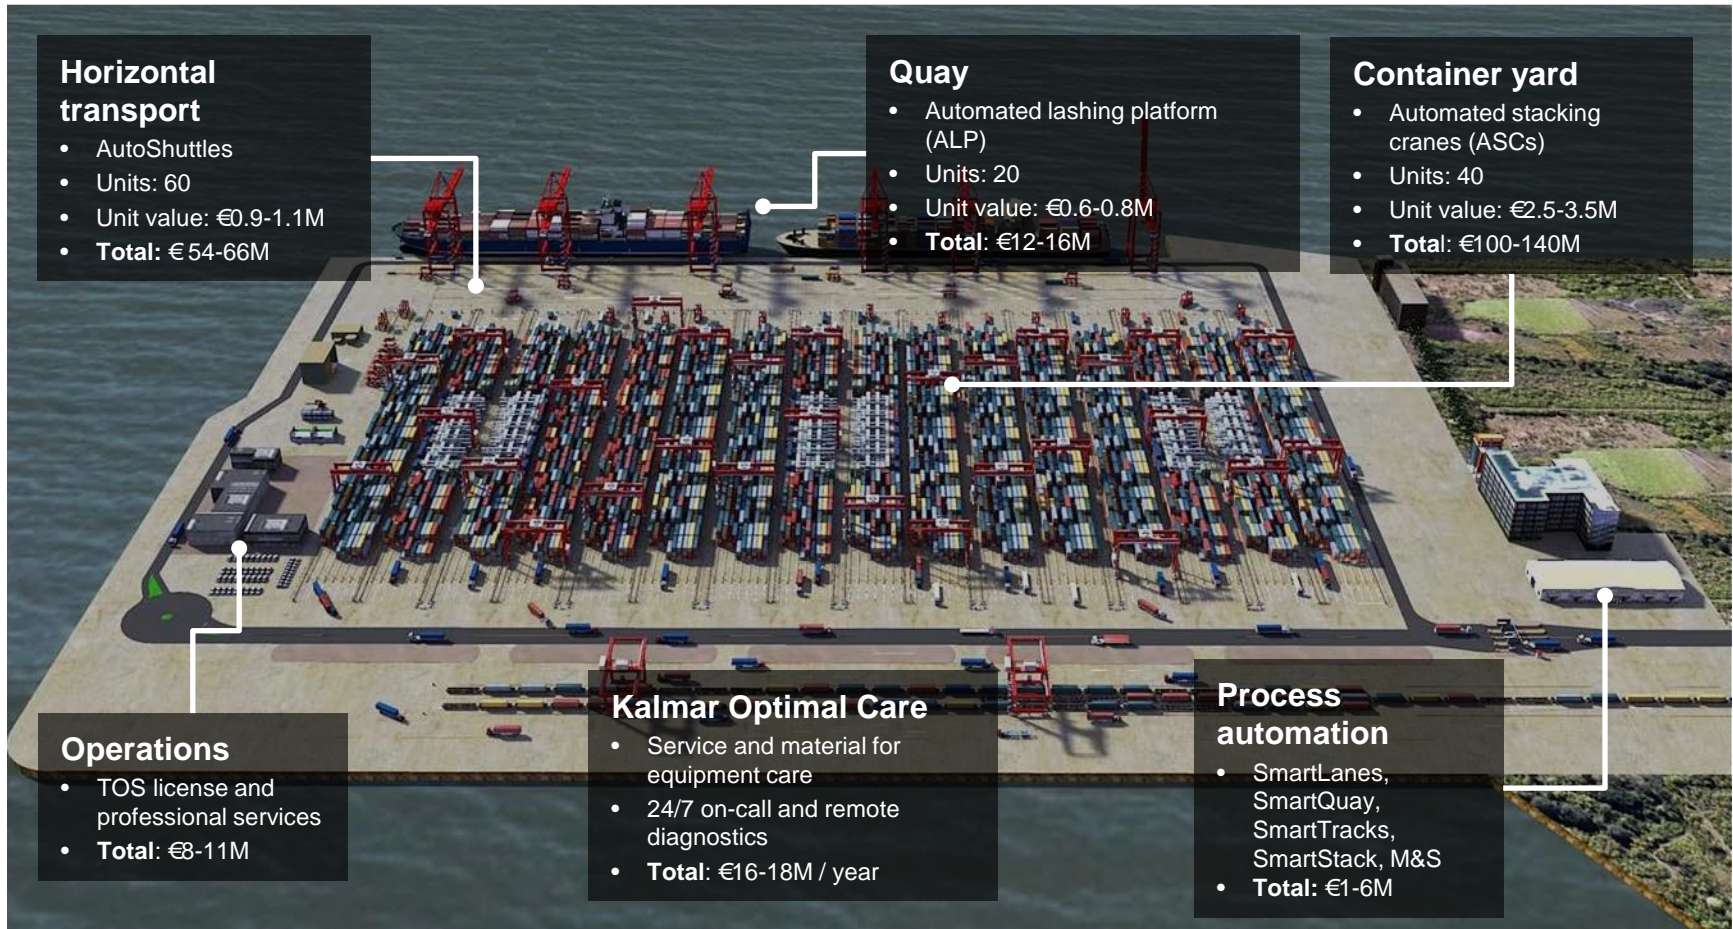 Horizontal
transport
• AutoShuttles
• Units: 60
• Unit value: €0.9-1.1M
• Total: € 54-66M
Quay
• Automated lashing platform
(ALP)
• Units: 20
• Unit value: €0.6-0.8M
• Total: €12-16M
Container yard
• Automated stacking
cranes (ASCs)
• Units: 40
• Unit value: €2.5-3.5M
• Total: €100-140M
Operations
• TOS license and
professional services
• Total: €8-11M
Kalmar Optimal Care
• Service and material for
equipment care
• 24/7 on-call and remote
diagnostics
• Total: €16-18M / year
Process
automation
• SmartLanes,
SmartQuay,
SmartTracks,
SmartStack, M&S
• Total: €1-6M